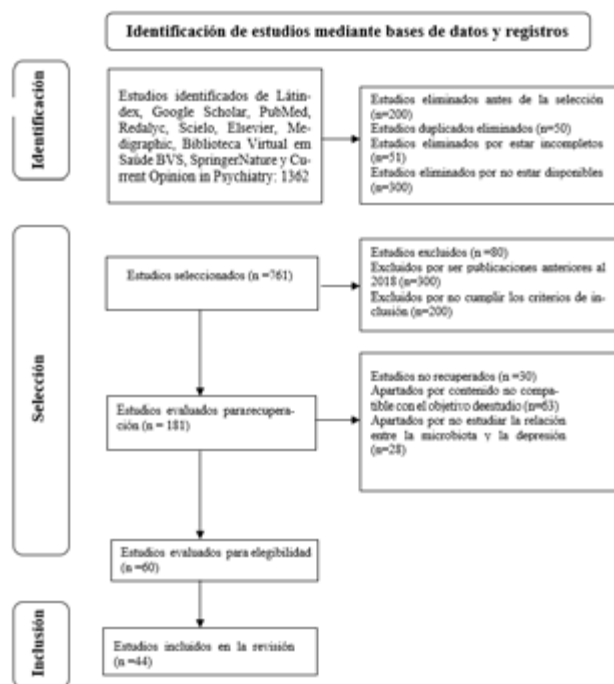 Identificación de estudios mediante bases de datos y registros
Identificación
Estudios identificados de Látin-
dex, Google Scholar, PubMed,
Redalyc, Scielo, Elsevier, Me-
digraphic, Biblioteca Virtual em
Saúde BVS, SpringerNature y Cu-
rrent Opinion in Psychiatry: 1362
Estudios eliminados antes de la selección
(n=200)
Estudios duplicados eliminados (n=50)
Estudios eliminados por estar incompletos
(n=51)
Estudios eliminados por no estar disponibles
(n=300)
Selección
Estudios seleccionados (n =761)
Estudios excluidos (n =80)
Excluidos por ser publicaciones anteriores al
2018 (n=300)
Excluidos por no cumplir los criterios de in-
clusión (n=200)
Estudios evaluados pararecupera-
ción (n = 181)
Estudios no recuperados (n =30)
Apartados por contenido no compa-
tible con el objetivo deestudio (n=63)
Apartados por no estudiar la relación
entre la microbiota y la depresión
(n=28)
Estudios evaluados para elegibilidad
(n =60)
Inclusión
Estudios incluidos en la revisión
(n =44)